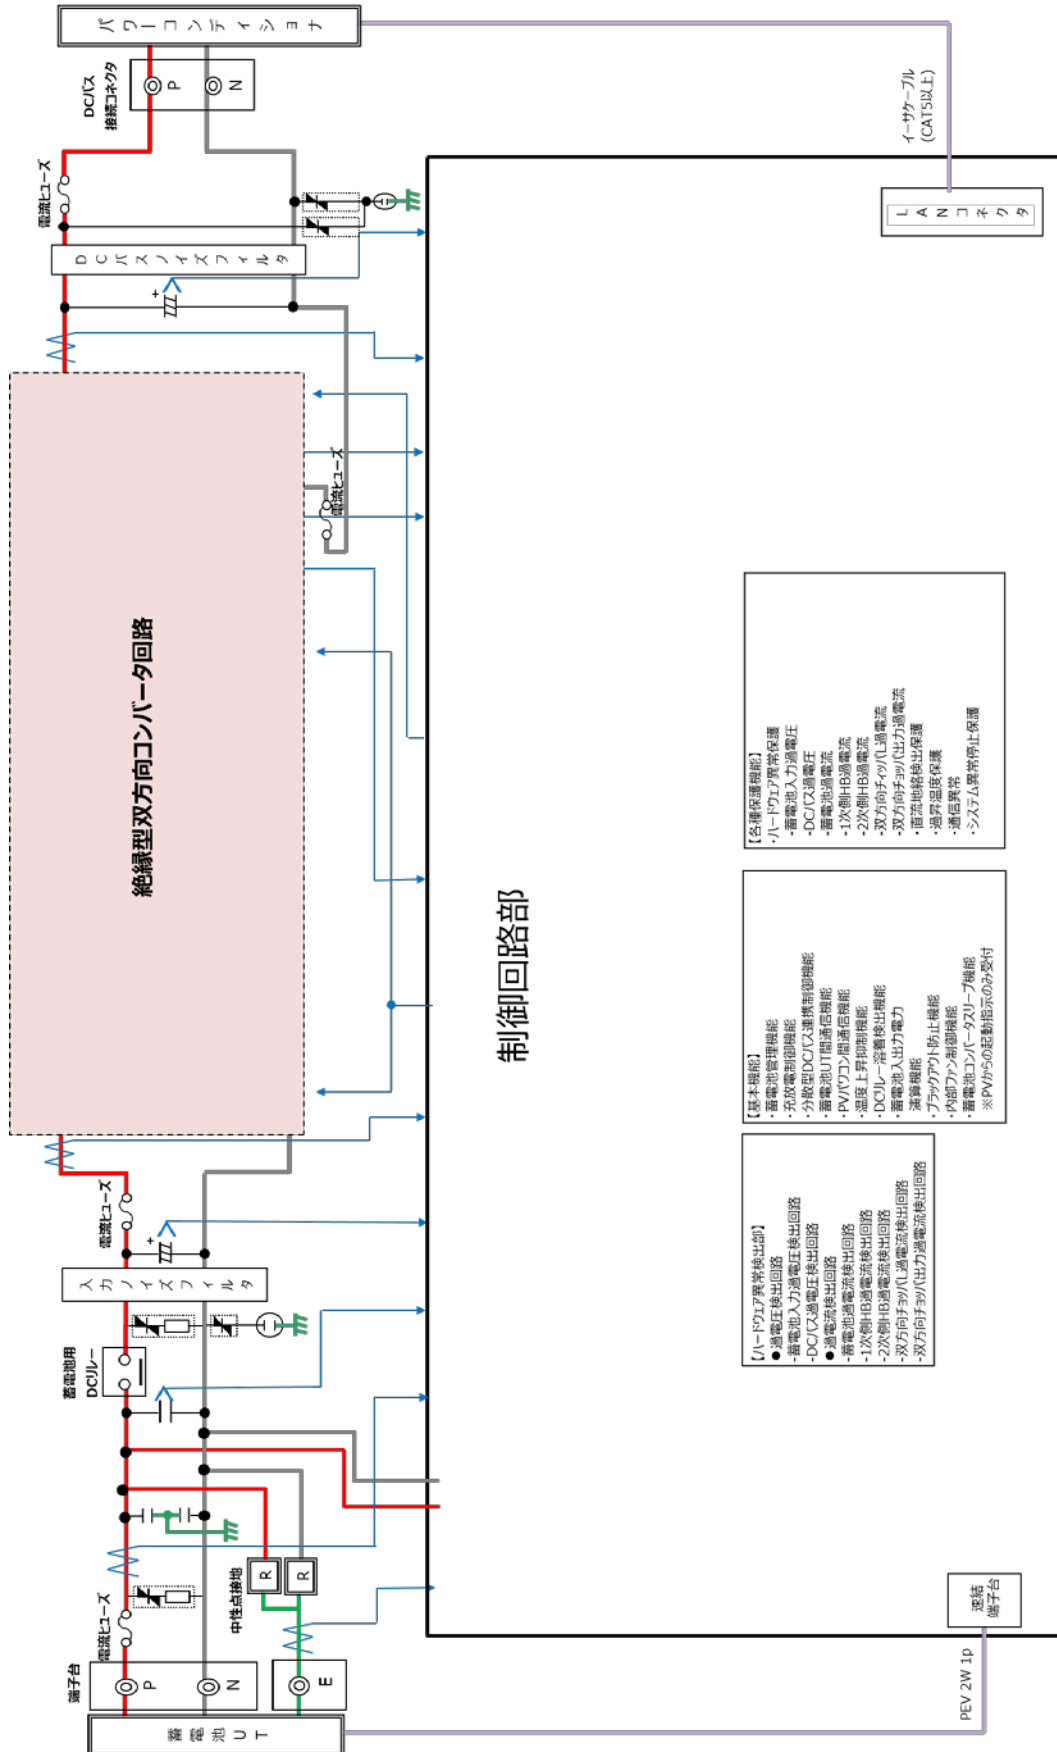 蓄電池UT
端子台
P
N
E
電流ヒューズ
中性点接地
R
R
蓄電池用
DCリレー
入力ノイズフィルタ
+
電流ヒューズ
絶縁型双方向コンバータ回路
電流ヒューズ
+
DCバスノイズフィルタ
電流ヒューズ
DCバス
接続コネクタ
P
N
パワーコンディショナ
制御回路部
PEV 2W 1p
連結
端子台
イーサケーブル
(CAT5以上)
LANコネクタ
【ハードウェア異常検出部】
●過電圧検出回路
-蓄電池入力過電圧検出回路
-DCバス過電圧検出回路
●過電流検出回路
-蓄電池過電流検出回路
-1次側HB過電流検出回路
-2次側HB過電流検出回路
-双方向チョッパL過電流検出回路
-双方向チョッパ出力過電流検出回路
【基本機能】
・蓄電池管理機能
・充放電制御機能
・分散型DCバス連携制御機能
・蓄電池UT間通信機能
・PVパワコン間通信機能
・温度上昇抑制機能
・DCリレー溶着検出機能
・蓄電池入出力電力
演算機能
・ブラックアウト防止機能
・内部ファン制御機能
・蓄電池コンバータスリープ機能
※PVからの起動指示のみ受付
【各種保護機能】
・ハードウェア異常保護
-蓄電池入力過電圧
-DCバス過電圧
-蓄電池過電流
-1次側HB過電流
-2次側HB過電流
-双方向チィッパL過電流
-双方向チョッパ出力過電流
・直流地絡検出保護
・過昇温度保護
・通信異常
・システム異常停止保護